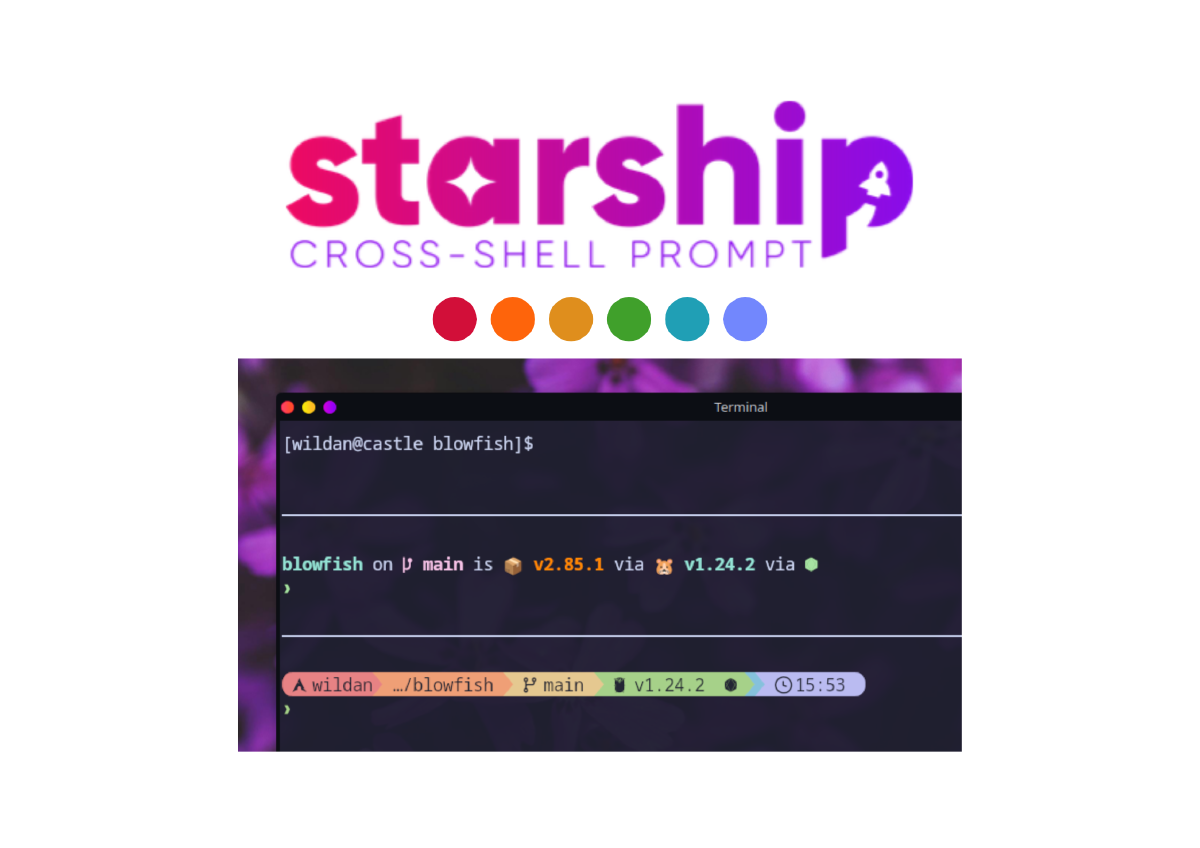 starship
CROSS-SHELL PROMPT
Terminal
[wildan@castle blowfish]$
blowfish on main is 📦 v2.85.1 via 🐹 v1.24.2 via ⬢
❯
wildan …/blowfish main v1.24.2 15:53
❯